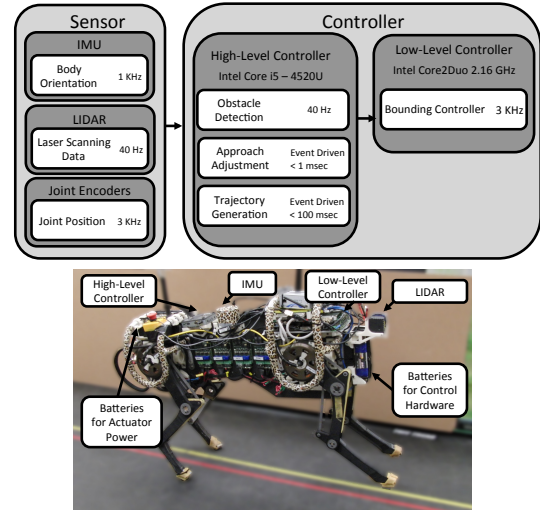 Sensor
IMU
Body
Orientation
1 KHz
LIDAR
Laser Scanning
Data
40 Hz
Joint Encoders
Joint Position
3 KHz
Controller
High-Level Controller
Intel Core i5 – 4520U
Obstacle
Detection
40 Hz
Approach
Adjustment
Event Driven
< 1 msec
Trajectory
Generation
Event Driven
< 100 msec
Low-Level Controller
Intel Core2Duo 2.16 GHz
Bounding Controller
3 KHz
High-Level
Controller
IMU
Low-Level
Controller
LIDAR
Batteries
for Actuator
Power
Batteries
for Control
Hardware